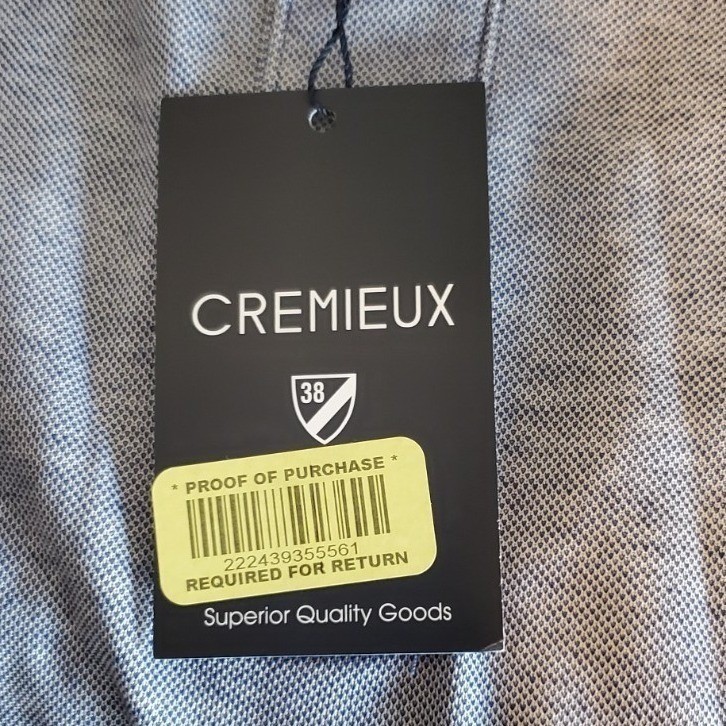 CREMIEUX
38
* PROOF OF PURCHASE *
222439355561
REQUIRED FOR RETURN
Superior Quality Goods